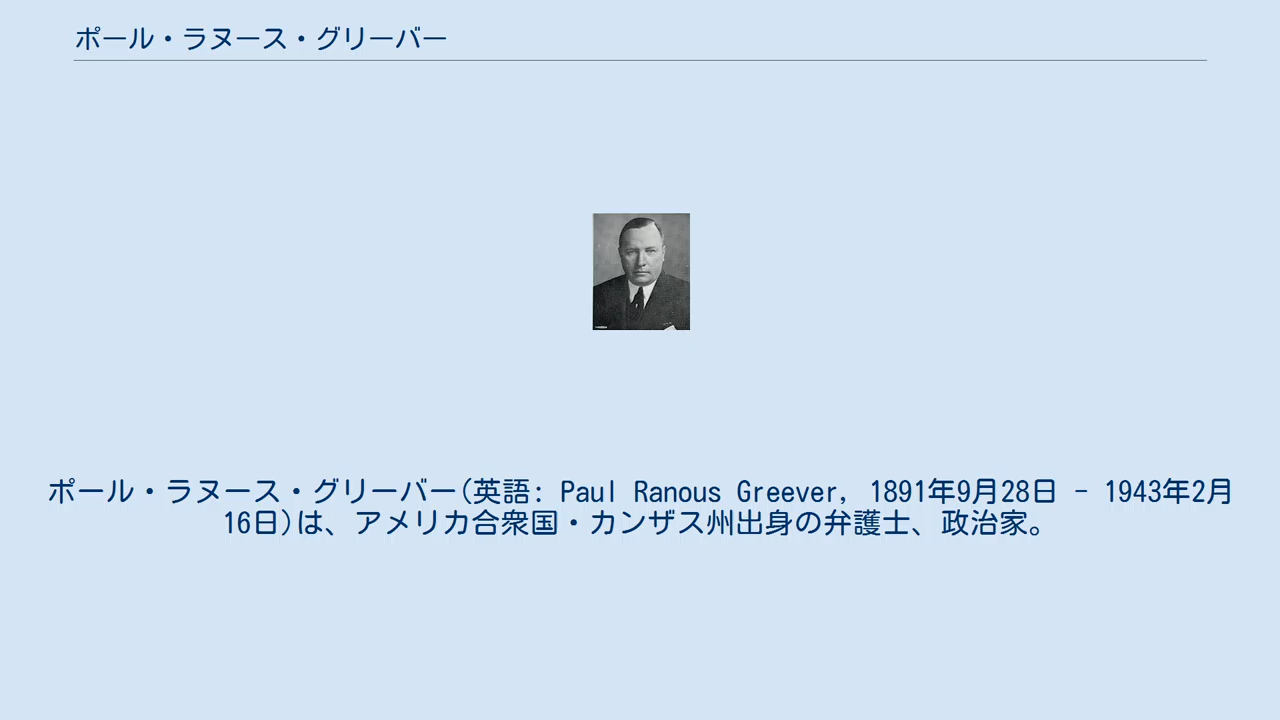 ポール・ラヌース・グリーバー
ポール・ラヌース・グリーバー(英語: Paul Ranous Greever, 1891年9月28日 - 1943年2月
16日)は、アメリカ合衆国・カンザス州出身の弁護士、政治家。